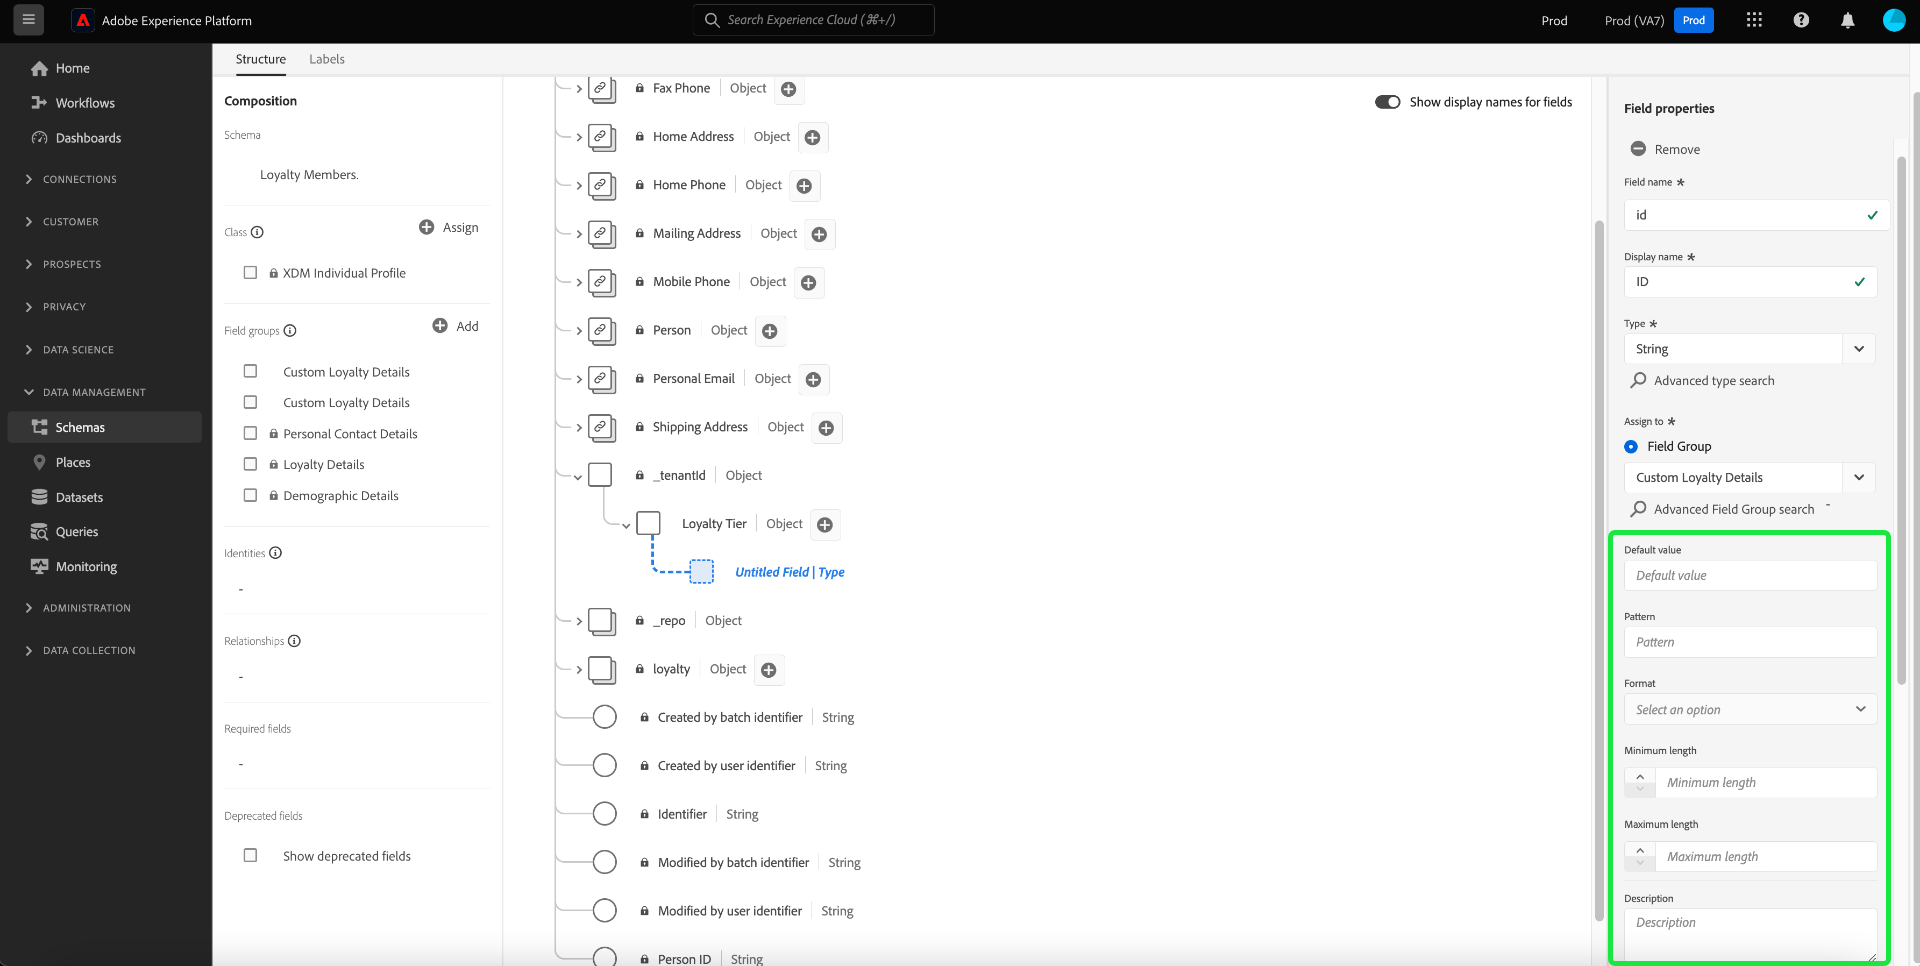 Adobe Experience Platform
Search Experience Cloud (⌘+/)
Prod
Prod (VA7)
Prod
Home
Workflows
Dashboards
CONNECTIONS
CUSTOMER
PROSPECTS
PRIVACY
DATA SCIENCE
DATA MANAGEMENT
Schemas
Places
Datasets
Queries
Monitoring
ADMINISTRATION
DATA COLLECTION
Structure
Labels
Composition
Schema
Loyalty Members.
Class
Assign
XDM Individual Profile
Field groups
Add
Custom Loyalty Details
Custom Loyalty Details
Personal Contact Details
Loyalty Details
Demographic Details
Identities
-
Relationships
-
Required fields
-
Deprecated fields
Show deprecated fields
Fax Phone | Object
Home Address | Object
Home Phone | Object
Mailing Address | Object
Mobile Phone | Object
Person | Object
Personal Email | Object
Shipping Address | Object
_tenantId | Object
Loyalty Tier | Object
Untitled Field | Type
_repo | Object
loyalty | Object
Created by batch identifier | String
Created by user identifier | String
Identifier | String
Modified by batch identifier | String
Modified by user identifier | String
Person ID | String
Show display names for fields
Field properties
Remove
Field name *
id
Display name *
ID
Type *
String
Advanced type search
Assign to *
Field Group
Custom Loyalty Details
Advanced Field Group search
Default value
Default value
Pattern
Pattern
Format
Select an option
Minimum length
Minimum length
Maximum length
Maximum length
Description
Description